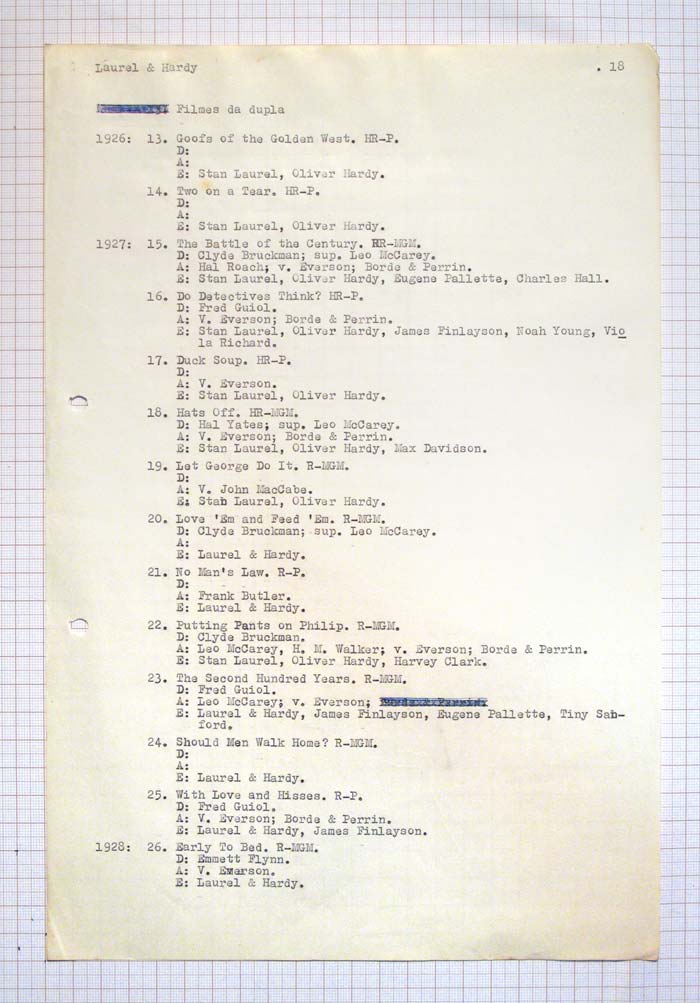 Laurel & Hardy . 18
Filmes da dupla
1926: 13. Goofs of the Golden West. HR-P.
D:
A:
E: Stan Laurel, Oliver Hardy.
14. Two on a Tear. HR-P.
D:
A:
E: Stan Laurel, Oliver Hardy.
1927: 15. The Battle of the Century. HR-MGM.
D: Clyde Bruckman; sup. Leo McCarey.
A: Hal Roach; v. Everson; Borde & Perrin.
E: Stan Laurel, Oliver Hardy, Eugene Pallette, Charles Hall.
16. Do Detectives Think? HR-P.
D: Fred Guiol.
A: V. Everson; Borde & Perrin.
E: Stan Laurel, Oliver Hardy, James Finlayson, Noah Young, Vio
la Richard.
17. Duck Soup. HR-P.
D:
A: V. Everson.
E: Stan Laurel, Oliver Hardy.
18. Hats Off. HR-MGM.
D: Hal Yates; sup. Leo McCarey.
A: V. Everson; Borde & Perrin.
E: Stan Laurel, Oliver Hardy, Max Davidson.
19. Let George Do It. R-MGM.
D:
A: V. John MacCabe.
E: Stan Laurel, Oliver Hardy.
20. Love 'Em and Feed 'Em. R-MGM.
D: Clyde Bruckman; sup. Leo McCarey.
A:
E: Laurel & Hardy.
21. No Man's Law. R-P.
D:
A: Frank Butler.
E: Laurel & Hardy.
22. Putting Pants on Philip. R-MGM.
D: Clyde Bruckman.
A: Leo McCarey, H. M. Walker; v. Everson; Borde & Perrin.
E: Stan Laurel, Oliver Hardy, Harvey Clark.
23. The Second Hundred Years. R-MGM.
D: Fred Guiol.
A: Leo McCarey; v. Everson;
E: Laurel & Hardy, James Finlayson, Eugene Pallette, Tiny San-
ford.
24. Should Men Walk Home? R-MGM.
D:
A:
E: Laurel & Hardy.
25. With Love and Hisses. R-P.
D: Fred Guiol.
A: V. Everson; Borde & Perrin.
E: Laurel & Hardy, James Finlayson.
1928: 26. Early To Bed. R-MGM.
D: Emmett Flynn.
A: V. Everson.
E: Laurel & Hardy.